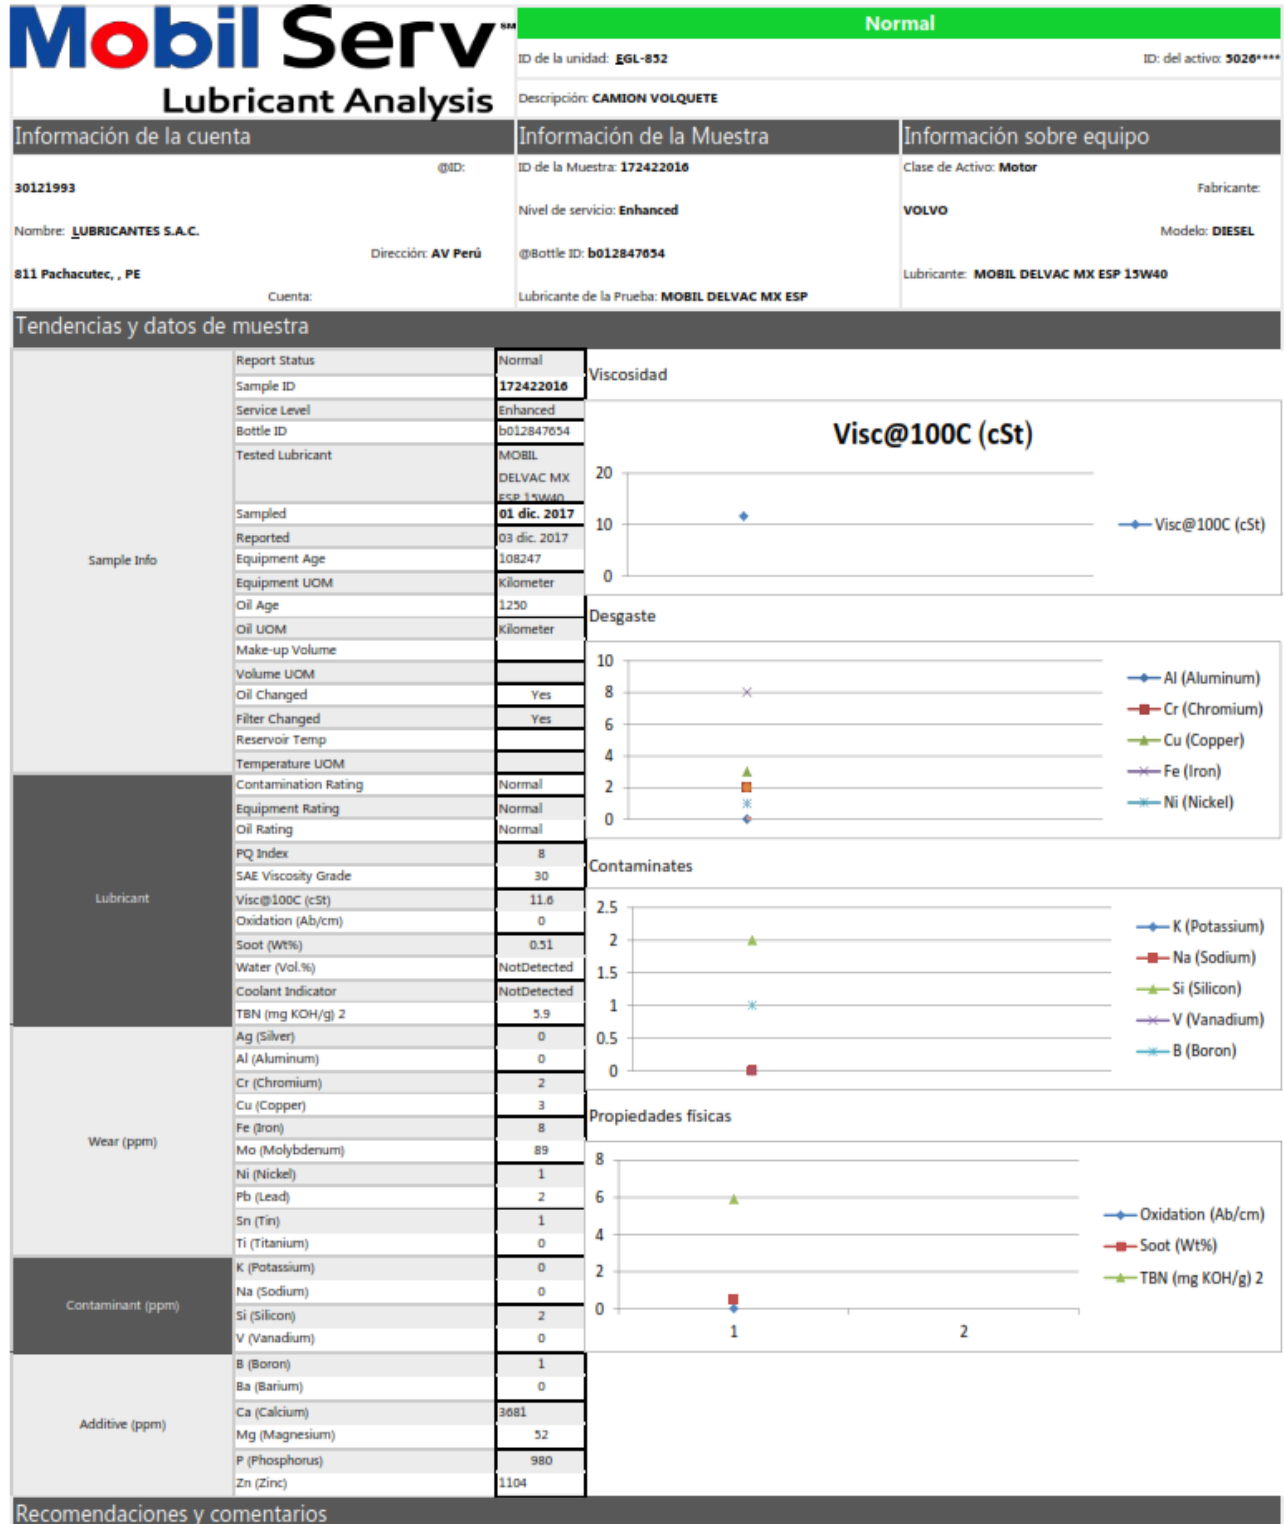 Mobil Serv SM
Lubricant Analysis
Normal
ID de la unidad: EGL-852 ID: del activo: 5026****
Descripción: CAMION VOLQUETE
Información de la cuenta
@ID:
30121993
Nombre: LUBRICANTES S.A.C.
Dirección: AV Perú
811 Pachacutec, , PE
Cuenta:
Información de la Muestra
ID de la Muestra: 172422016
Nivel de servicio: Enhanced
@Bottle ID: b012847654
Lubricante de la Prueba: MOBIL DELVAC MX ESP
Información sobre equipo
Clase de Activo: Motor
Fabricante:
VOLVO
Modelo: DIESEL
Lubricante: MOBIL DELVAC MX ESP 15W40
Tendencias y datos de muestra
Sample Info
Report Status Normal
Sample ID 172422016
Service Level Enhanced
Bottle ID b012847654
Tested Lubricant MOBIL
DELVAC MX
ESP 15W40
Sampled 01 dic. 2017
Reported 03 dic. 2017
Equipment Age 108247
Equipment UOM Kilometer
Oil Age 1250
Oil UOM Kilometer
Make-up Volume
Volume UOM
Oil Changed Yes
Filter Changed Yes
Reservoir Temp
Temperature UOM
Lubricant
Contamination Rating Normal
Equipment Rating Normal
Oil Rating Normal
PQ Index 8
SAE Viscosity Grade 30
Visc@100C (cSt) 11.6
Oxidation (Ab/cm) 0
Soot (Wt%) 0.51
Water (Vol.%) NotDetected
Coolant Indicator NotDetected
TBN (mg KOH/g) 2 5.9
Wear (ppm)
Ag (Silver) 0
Al (Aluminum) 0
Cr (Chromium) 2
Cu (Copper) 3
Fe (Iron) 8
Mo (Molybdenum) 89
Ni (Nickel) 1
Pb (Lead) 2
Sn (Tin) 1
Ti (Titanium) 0
Contaminant (ppm)
K (Potassium) 0
Na (Sodium) 0
Si (Silicon) 2
V (Vanadium) 0
Additive (ppm)
B (Boron) 1
Ba (Barium) 0
Ca (Calcium) 3681
Mg (Magnesium) 52
P (Phosphorus) 980
Zn (Zinc) 1104
Viscosidad
Visc@100C (cSt)
20
10
0
Visc@100C (cSt)
Desgaste
10
8
6
4
2
0
Al (Aluminum)
Cr (Chromium)
Cu (Copper)
Fe (Iron)
Ni (Nickel)
Contaminates
2.5
2
1.5
1
0.5
0
K (Potassium)
Na (Sodium)
Si (Silicon)
V (Vanadium)
B (Boron)
Propiedades físicas
8
6
4
2
0
1 2
Oxidation (Ab/cm)
Soot (Wt%)
TBN (mg KOH/g) 2
Recomendaciones y comentarios